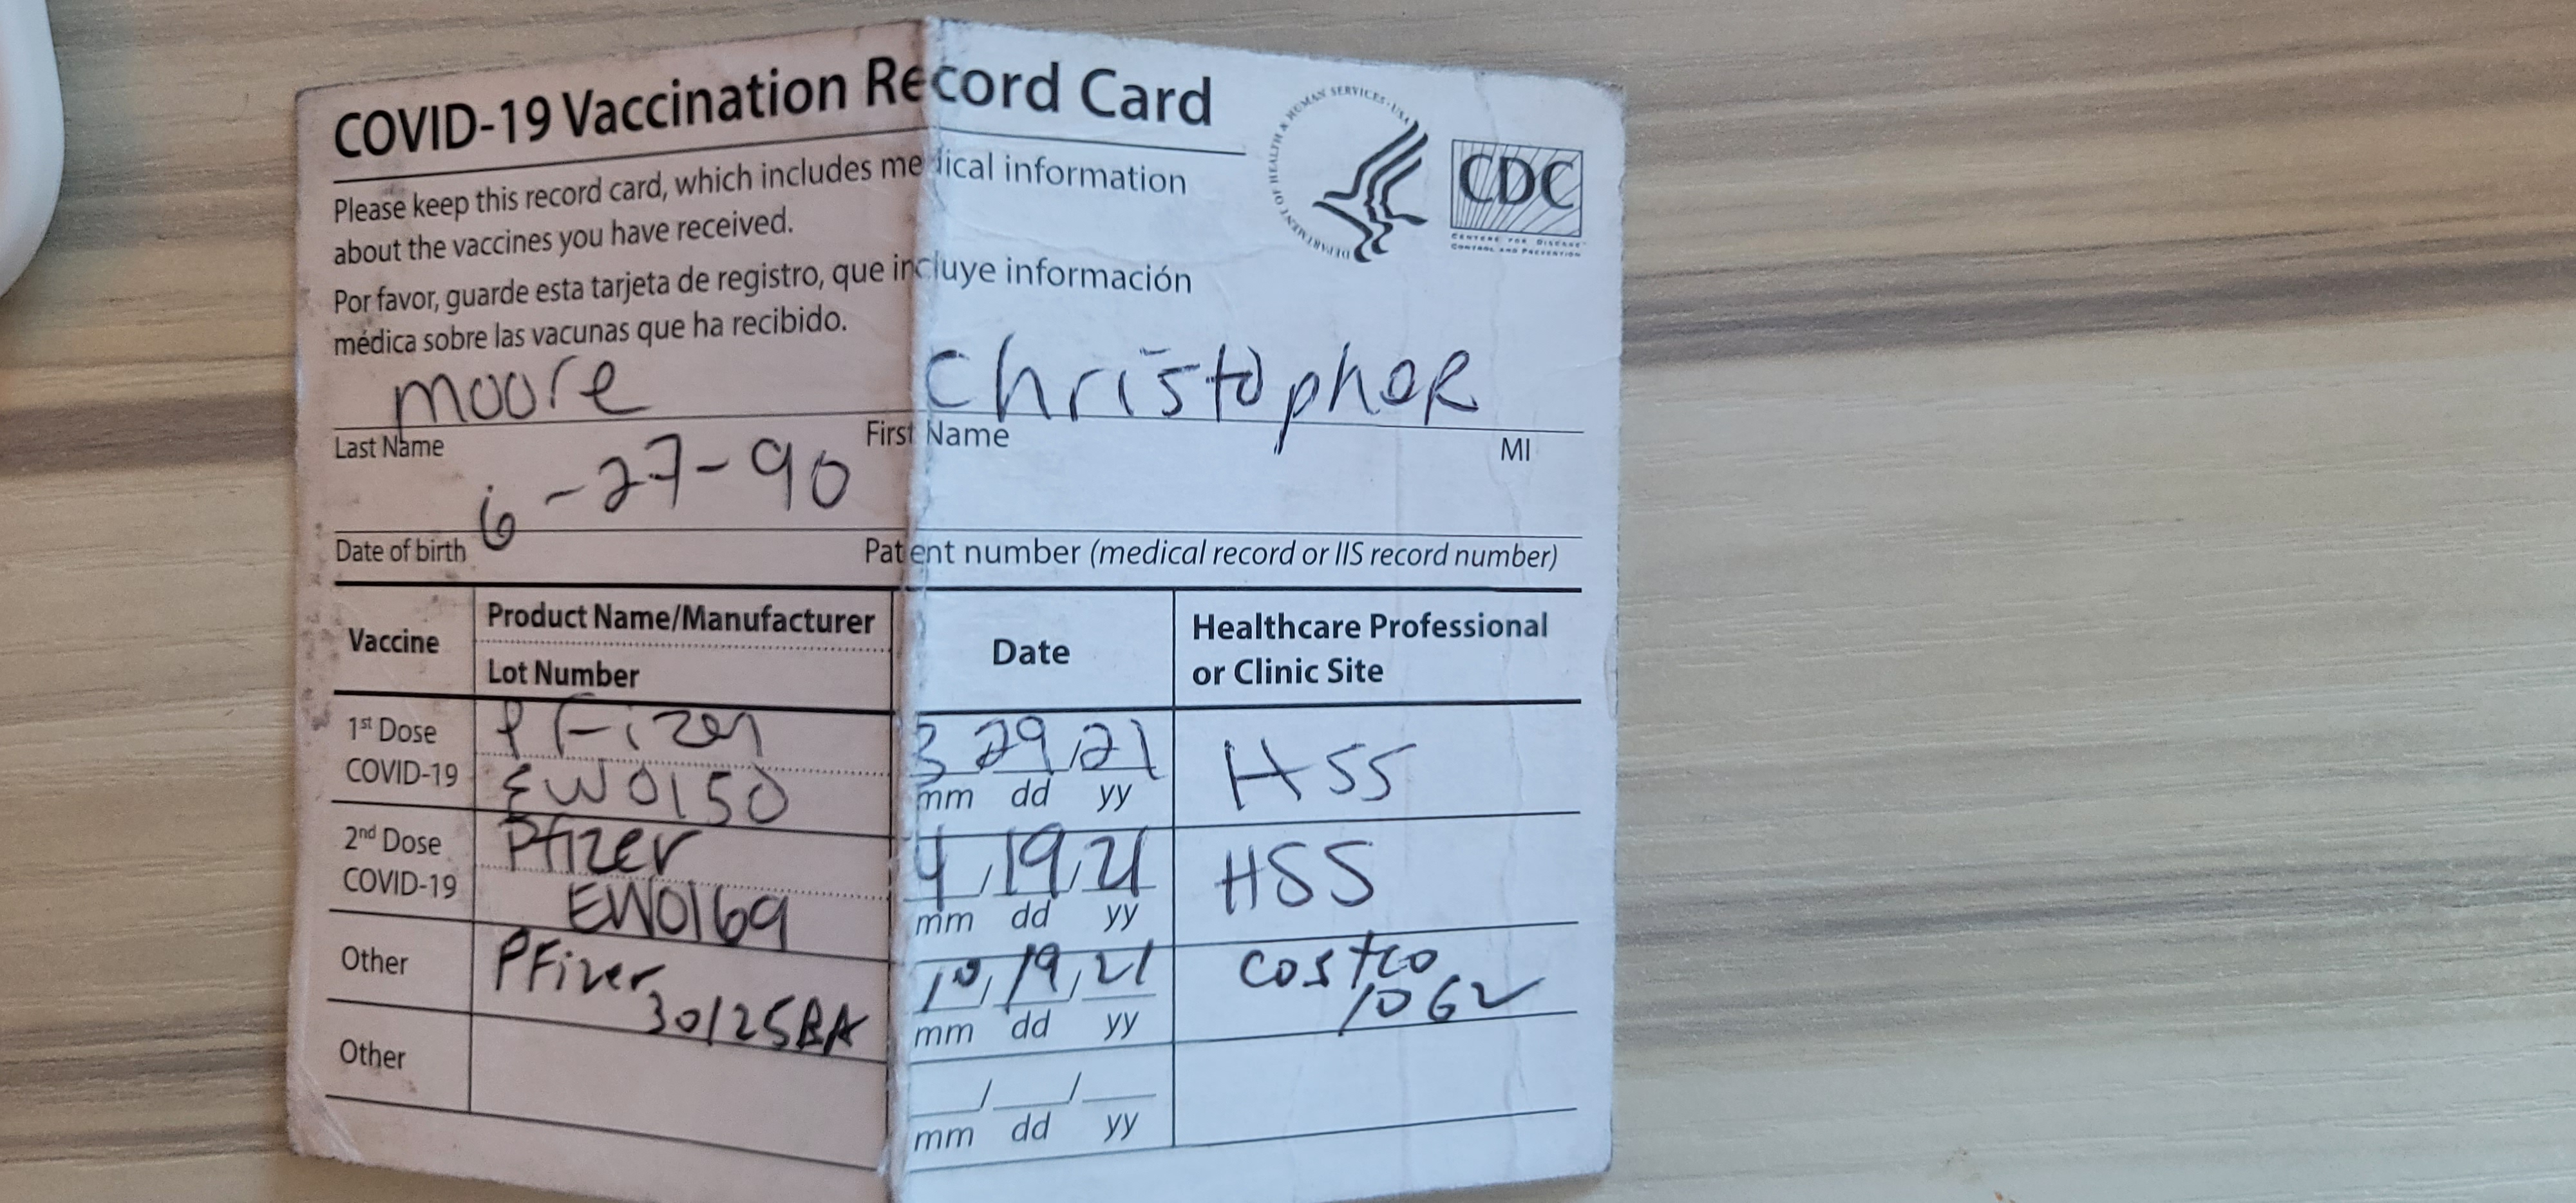 COVID-19 Vaccination Record Card
Please keep this record card, which includes medical information
about the vaccines you have received.
Por favor, guarde esta tarjeta de registro, que incluye información
médica sobre las vacunas que ha recibido.
DEPARTMENT OF HEALTH & HUMAN SERVICES · USA
CDC
CENTERS FOR DISEASE
CONTROL AND PREVENTION
moore Christophor
Last Name First Name MI
6-27-90
Date of birth Patient number (medical record or IIS record number)
Vaccine Product Name/Manufacturer Date Healthcare Professional
Lot Number or Clinic Site
1st Dose Pfizer 3/29/21 HSS
COVID-19 EW0150 mm dd yy
2nd Dose Pfizer 4/19/21 HSS
COVID-19 EW0169 mm dd yy
Other Pfizer 10/19/21 costco
30125BA mm dd yy 1062
Other / /
mm dd yy